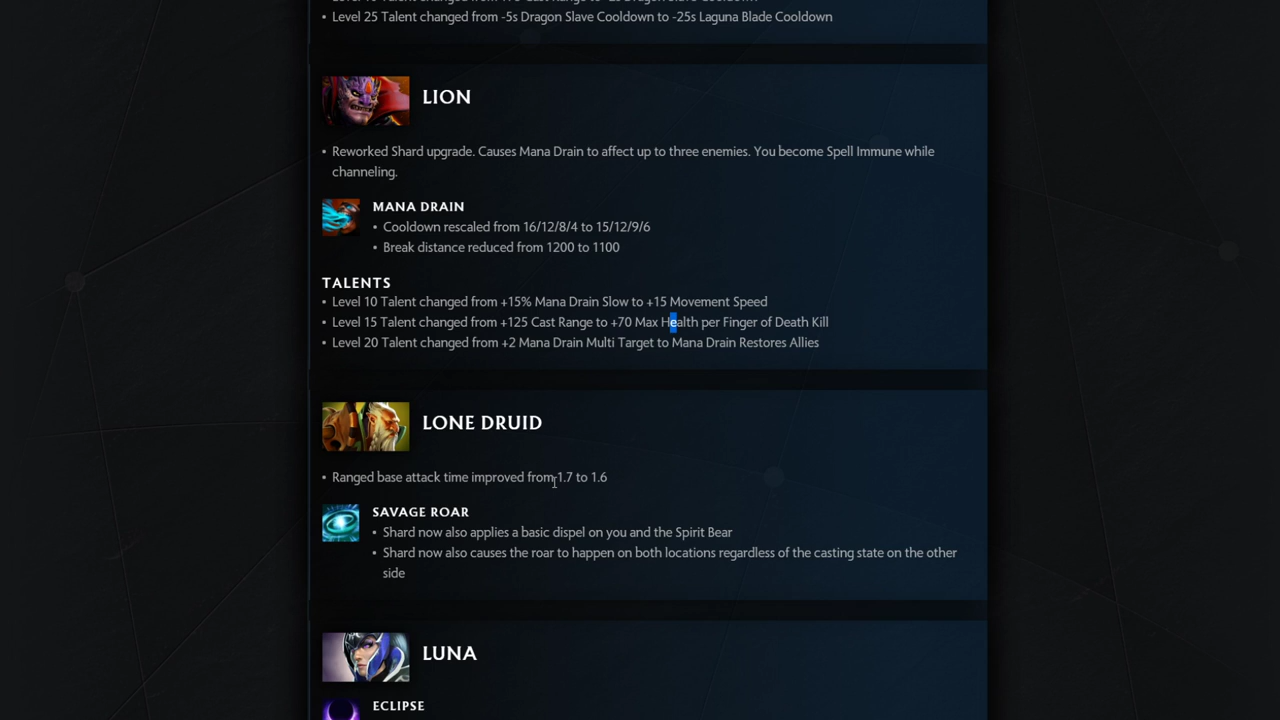 • Level 25 Talent changed from -5s Dragon Slave Cooldown to -25s Laguna Blade Cooldown
LION
• Reworked Shard upgrade. Causes Mana Drain to affect up to three enemies. You become Spell Immune while
channeling.
MANA DRAIN
• Cooldown rescaled from 16/12/8/4 to 15/12/9/6
• Break distance reduced from 1200 to 1100
TALENTS
• Level 10 Talent changed from +15% Mana Drain Slow to +15 Movement Speed
• Level 15 Talent changed from +125 Cast Range to +70 Max Health per Finger of Death Kill
• Level 20 Talent changed from +2 Mana Drain Multi Target to Mana Drain Restores Allies
LONE DRUID
• Ranged base attack time improved from 1.7 to 1.6
SAVAGE ROAR
• Shard now also applies a basic dispel on you and the Spirit Bear
• Shard now also causes the roar to happen on both locations regardless of the casting state on the other
side
LUNA
ECLIPSE